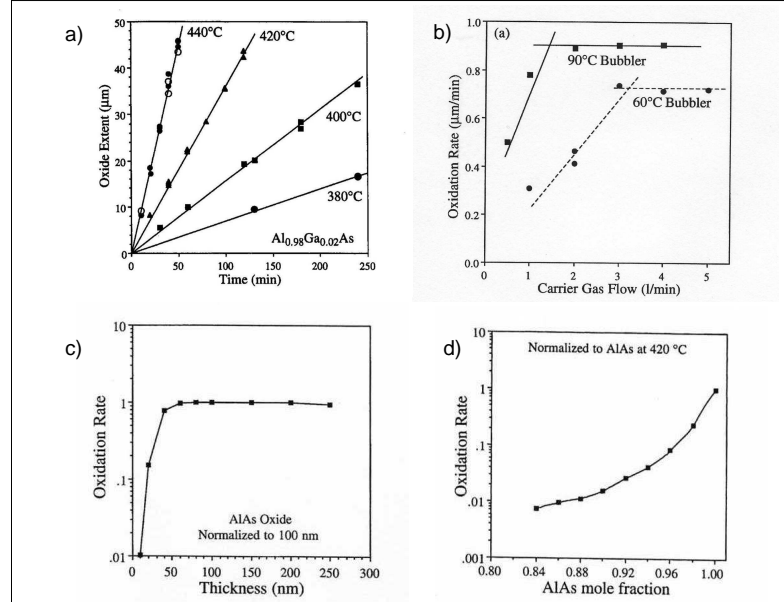 a)
50
40
30
20
10
0
Oxide Extent (µm)
440°C
420°C
400°C
380°C
Al0.98Ga0.02As
0 50 100 150 200 250
Time (min)
b)
(a)
1.0
0.8
0.6
0.4
0.2
0.0
Oxidation Rate (µm/min)
90°C Bubbler
60°C Bubbler
0 1 2 3 4 5
Carrier Gas Flow (l/min)
c)
10
1
.1
.01
Oxidation Rate
AlAs Oxide
Normalized to 100 nm
0 50 100 150 200 250 300
Thickness (nm)
d)
10
1
.1
.01
.001
Oxidation Rate
Normalized to AlAs at 420 °C
0.80 0.84 0.88 0.92 0.96 1.00
AlAs mole fraction